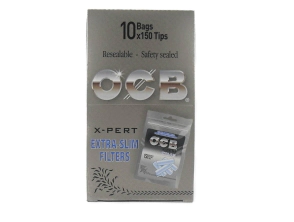 10 Bags
x150 Tips
Resealable - Safety sealed
OCB
X-PERT
EXTRA-SLIM
FILTERS
OCB